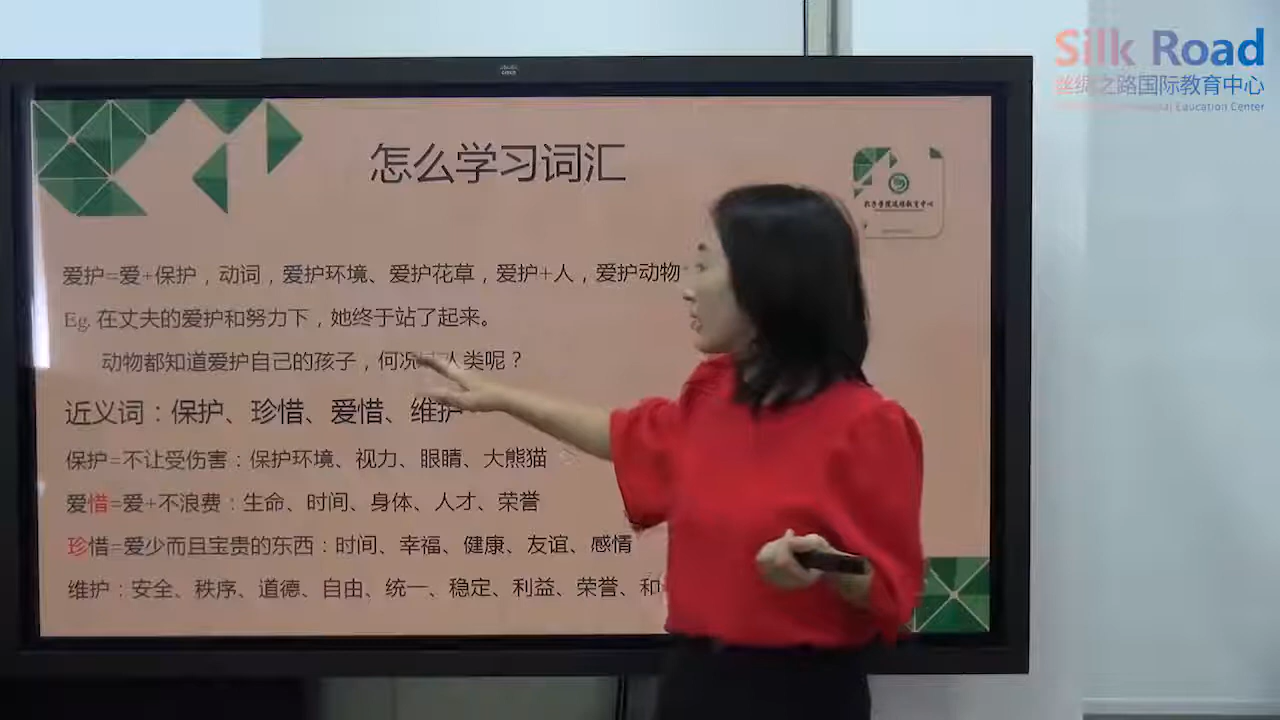 Silk Road
丝绸之路国际教育中心
Education Center
怎么学习词汇
爱护=爱+保护，动词，爱护环境、爱护花草，爱护+人，爱护动物
Eg. 在丈夫的爱护和努力下，她终于站了起来。
动物都知道爱护自己的孩子，何况 人类呢？
近义词：保护、珍惜、爱惜、维护
保护=不让受伤害：保护环境、视力、眼睛、大熊猫
爱惜=爱+不浪费：生命、时间、身体、人才、荣誉
珍惜=爱少而且宝贵的东西：时间、幸福、健康、友谊、感情
维护：安全、秩序、道德、自由、统一、稳定、利益、荣誉、和